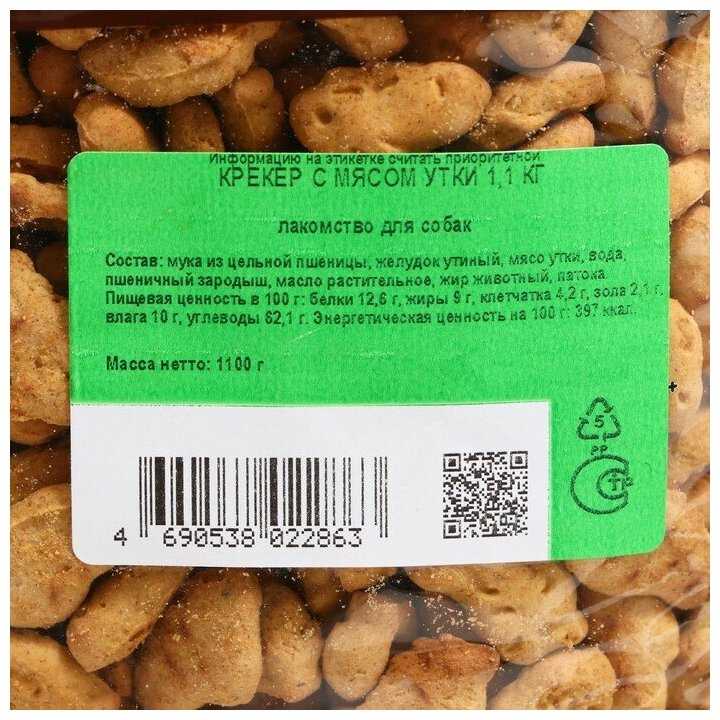 Информацию на этикетке считать приоритетной
КРЕКЕР С МЯСОМ УТКИ 1,1 КГ
лакомство для собак
Состав: мука из цельной пшеницы, желудок утиный, мясо утки, вода,
пшеничный зародыш, масло растительное, жир животный, патока
Пищевая ценность в 100 г: белки 12,6 г, жиры 9 г, клетчатка 4,2 г, зола 2,1 г,
влага 10 г, углеводы 62,1 г. Энергетическая ценность на 100 г: 397 ккал.
Масса нетто: 1100 г
5
PP
СТР
4 690538 022863